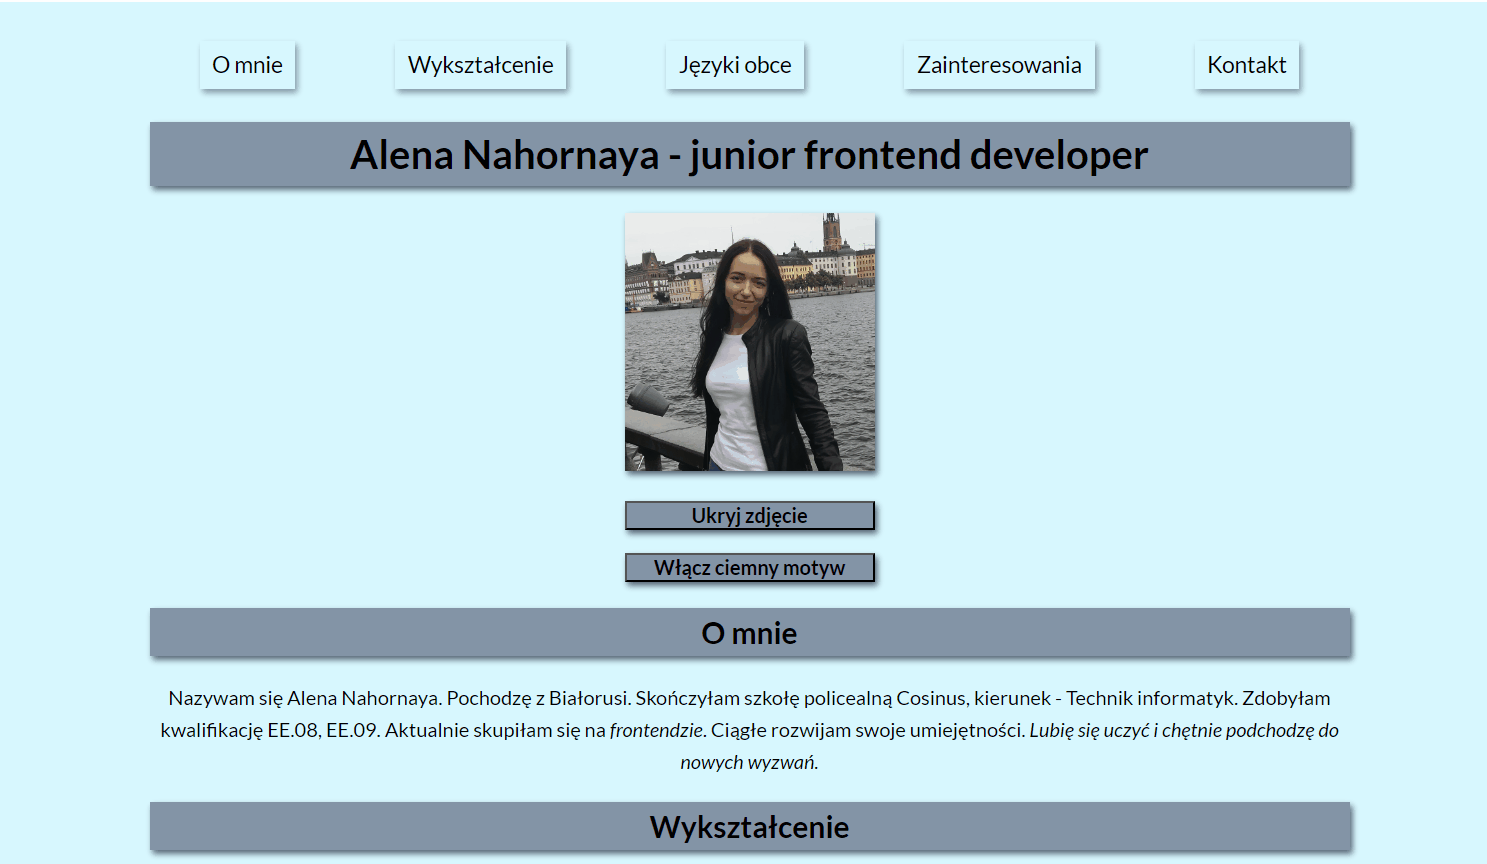 O mnie
Wykształcenie
Języki obce
Zainteresowania
Kontakt
Alena Nahornaya - junior frontend developer
Ukryj zdjęcie
Włącz ciemny motyw
O mnie
Nazywam się Alena Nahornaya. Pochodzę z Białorusi. Skończyłam szkołę policealną Cosinus, kierunek - Technik informatyk. Zdobyłam
kwalifikację EE.08, EE.09. Aktualnie skupiłam się na frontendzie. Ciągłe rozwijam swoje umiejętności. Lubię się uczyć i chętnie podchodzę do
nowych wyzwań.
Wykształcenie